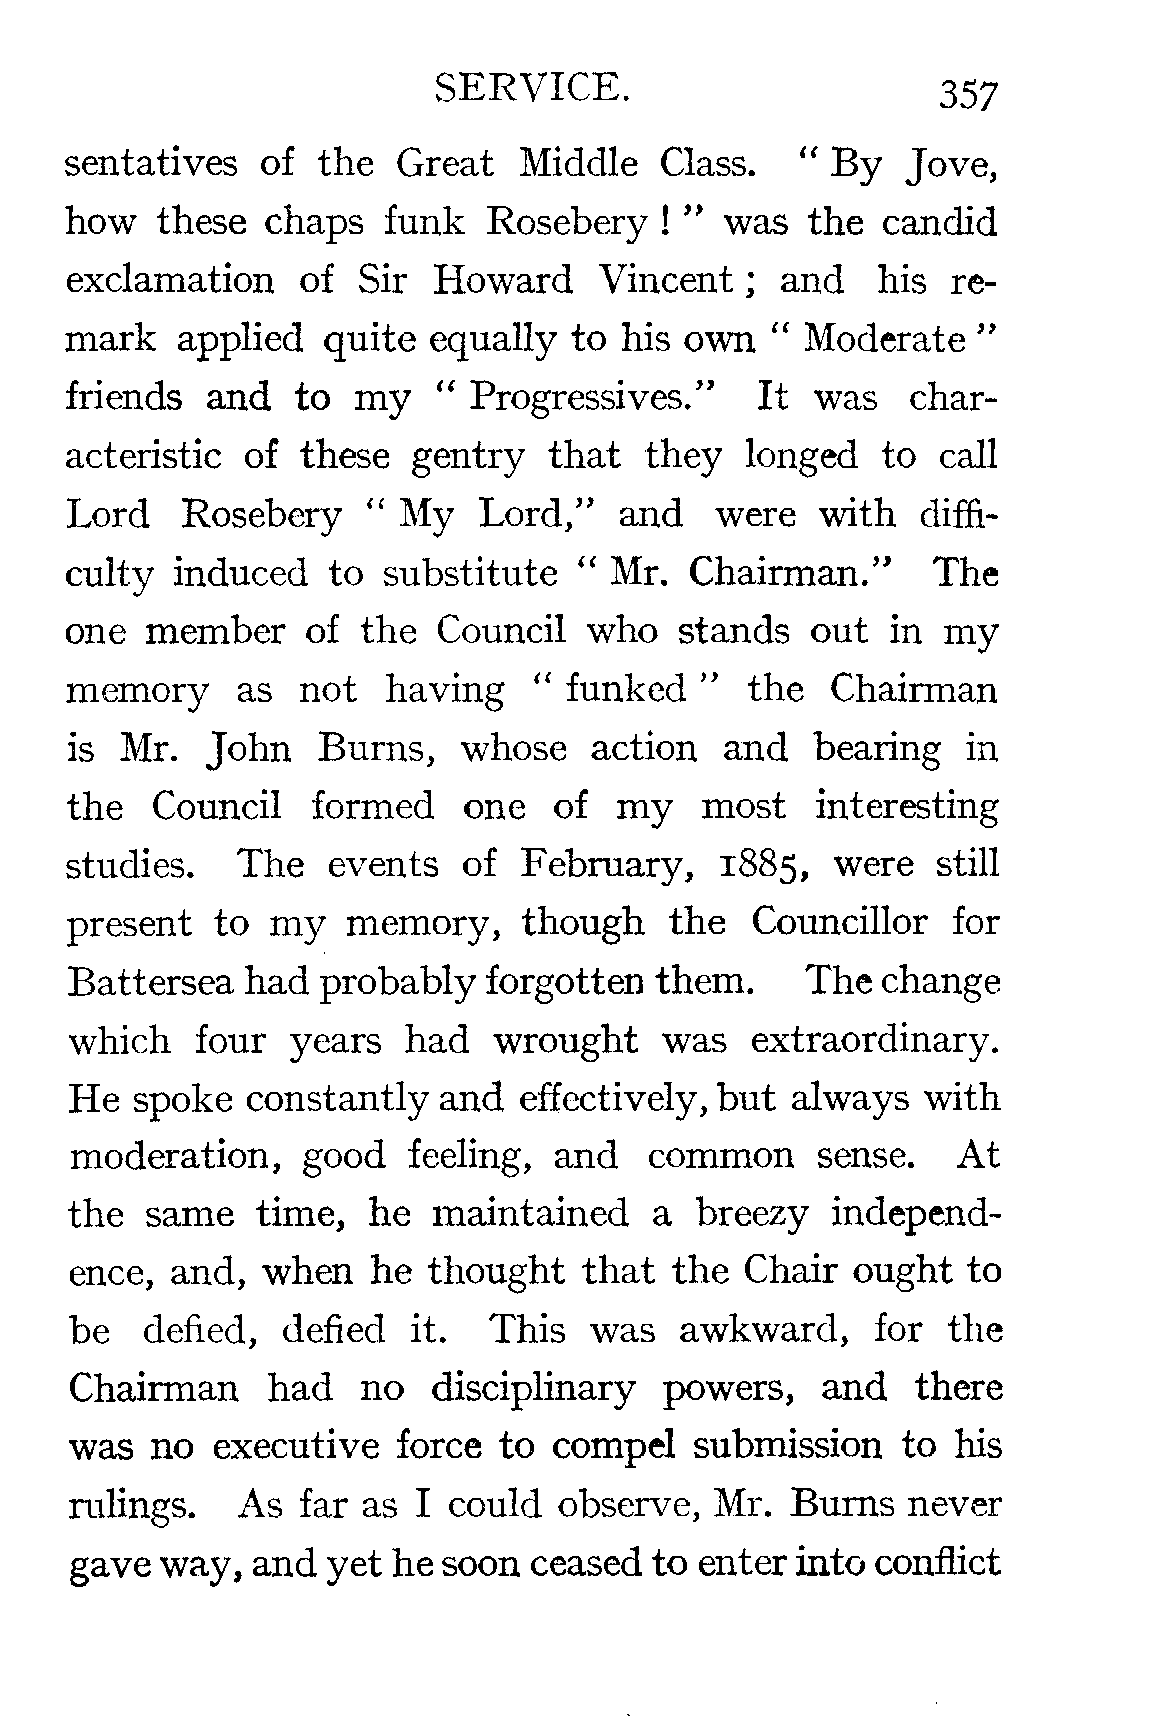 SERVICE. 357
sentatives of the Great Middle Class. " By Jove,
how these chaps funk Rosebery ! " was the candid
exclamation of Sir Howard Vincent ; and his re-
mark applied quite equally to his own " Moderate "
friends and to my " Progressives." It was char-
acteristic of these gentry that they longed to call
Lord Rosebery " My Lord," and were with diffi-
culty induced to substitute " Mr. Chairman." The
one member of the Council who stands out in my
memory as not having " funked " the Chairman
is Mr. John Burns, whose action and bearing in
the Council formed one of my most interesting
studies. The events of February, 1885, were still
present to my memory, though the Councillor for
Battersea had probably forgotten them. The change
which four years had wrought was extraordinary.
He spoke constantly and effectively, but always with
moderation, good feeling, and common sense. At
the same time, he maintained a breezy independ-
ence, and, when he thought that the Chair ought to
be defied, defied it. This was awkward, for the
Chairman had no disciplinary powers, and there
was no executive force to compel submission to his
rulings. As far as I could observe, Mr. Burns never
gave way, and yet he soon ceased to enter into conflict